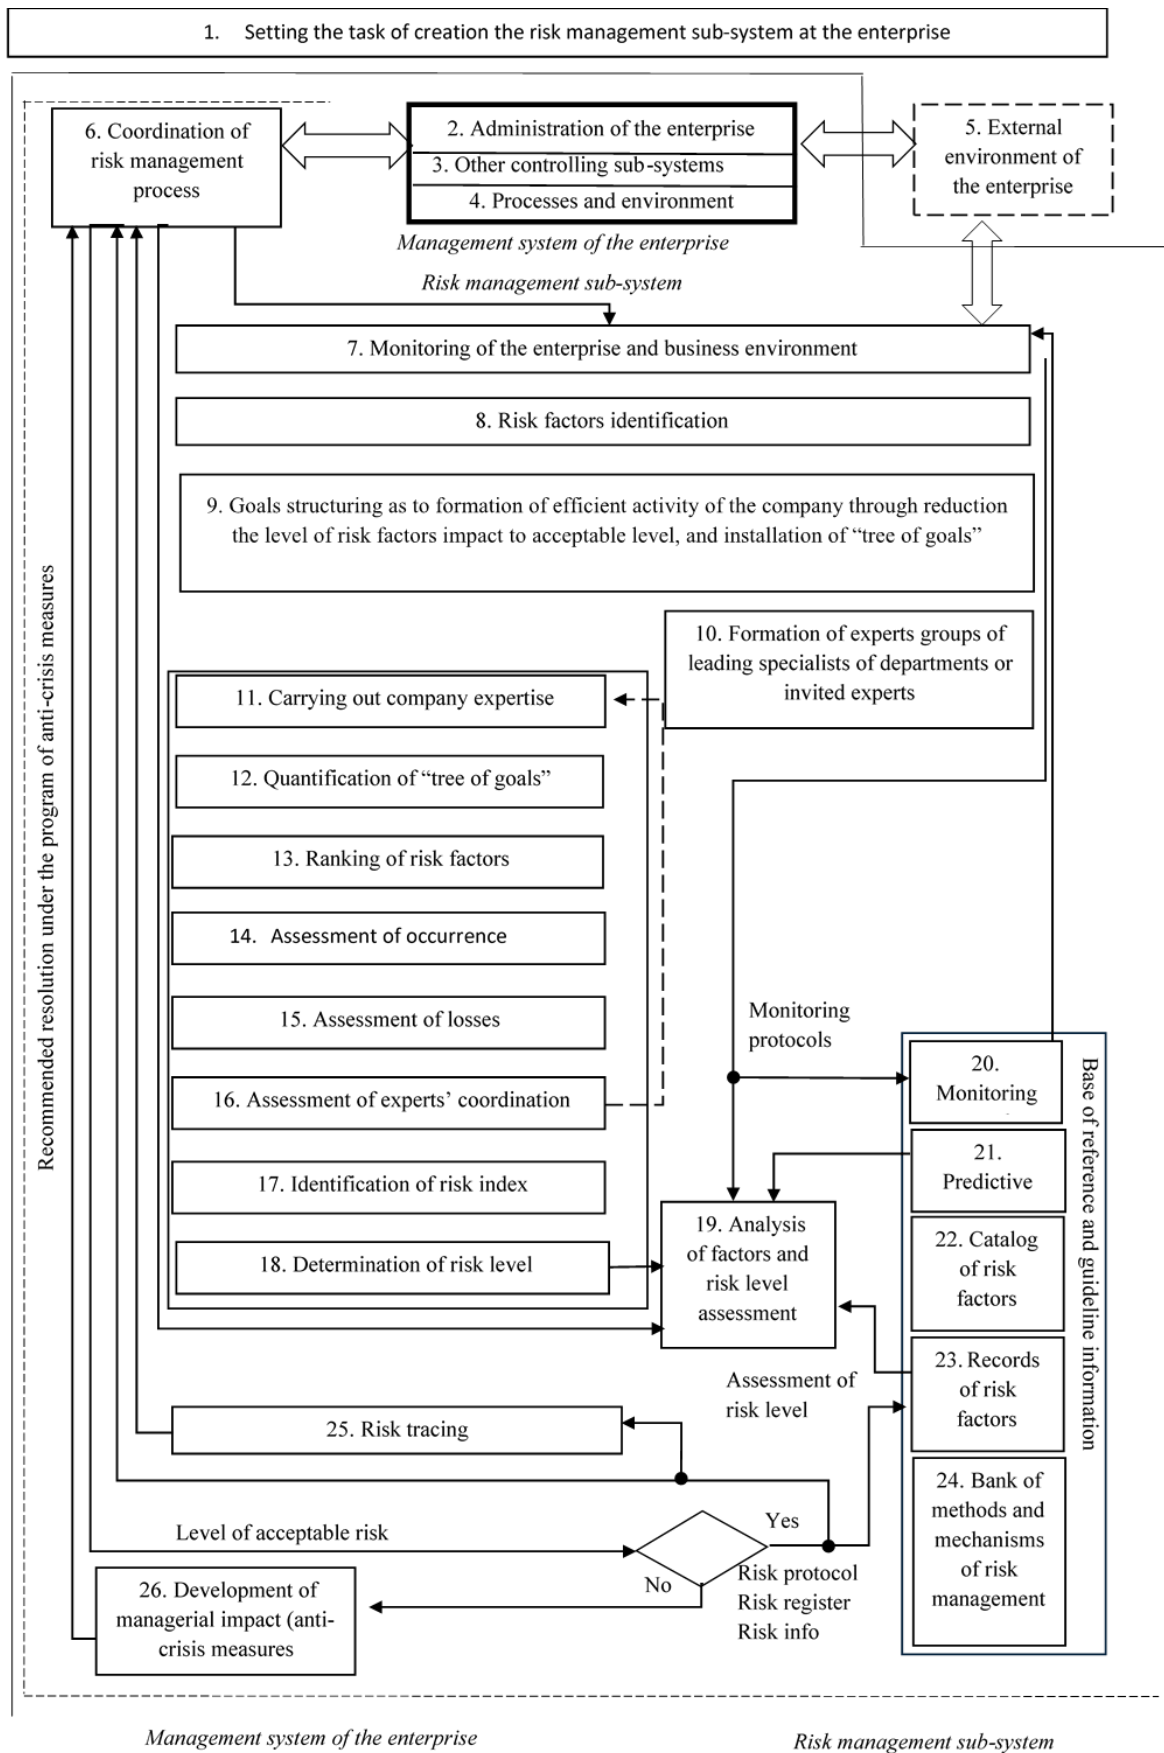 1. Setting the task of creation the risk management sub-system at the enterprise
6. Coordination of
risk management
process
2. Administration of the enterprise
3. Other controlling sub-systems
4. Processes and environment
5. External
environment of
the enterprise
Management system of the enterprise
Risk management sub-system
7. Monitoring of the enterprise and business environment
8. Risk factors identification
9. Goals structuring as to formation of efficient activity of the company through reduction
the level of risk factors impact to acceptable level, and installation of “tree of goals”
10. Formation of experts groups of
leading specialists of departments or
invited experts
11. Carrying out company expertise
12. Quantification of “tree of goals”
13. Ranking of risk factors
14. Assessment of occurrence
15. Assessment of losses
16. Assessment of experts’ coordination
17. Identification of risk index
18. Determination of risk level
Recommended resolution under the program of anti-crisis measures
Monitoring
protocols
19. Analysis
of factors and
risk level
assessment
20.
Monitoring
21.
Predictive
22. Catalog
of risk
factors
23. Records
of risk
factors
24. Bank of
methods and
mechanisms
of risk
management
Base of reference and guideline information
Assessment of
risk level
25. Risk tracing
Level of acceptable risk
Yes
No
Risk protocol
Risk register
Risk info
26. Development of
managerial impact (anti-
crisis measures
Management system of the enterprise
Risk management sub-system